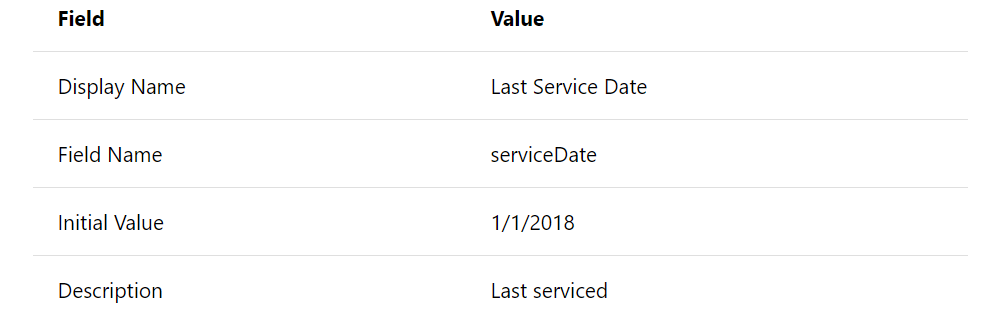 Field Value
Display Name Last Service Date
Field Name serviceDate
Initial Value 1/1/2018
Description Last serviced